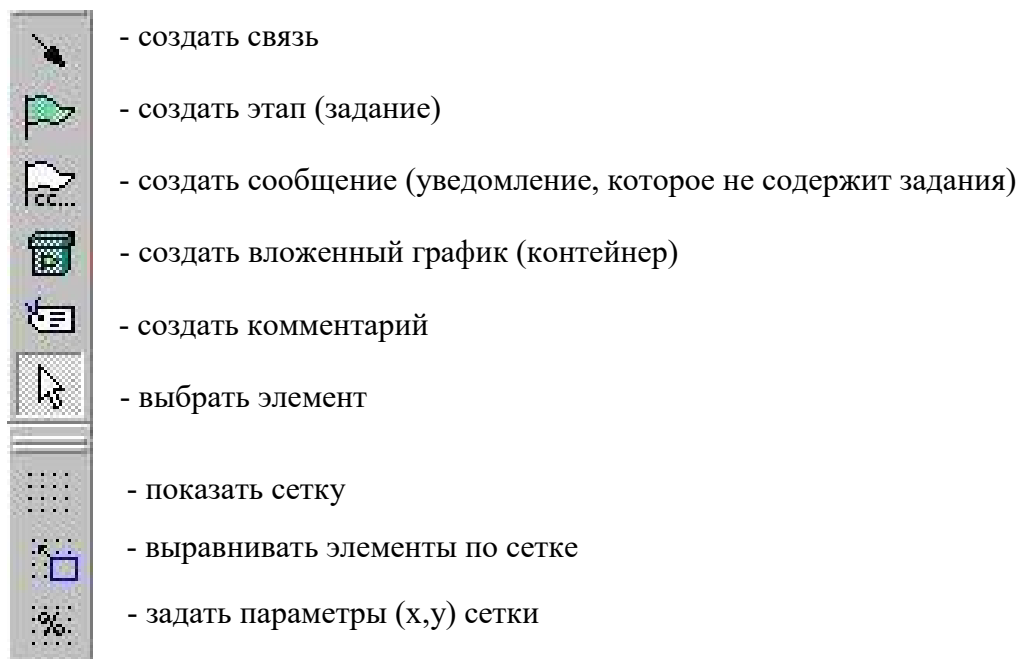 - создать связь
- создать этап (задание)
- создать сообщение (уведомление, которое не содержит задания)
cc...
- создать вложенный график (контейнер)
- создать комментарий
- выбрать элемент
- показать сетку
- выравнивать элементы по сетке
- задать параметры (x,y) сетки
%